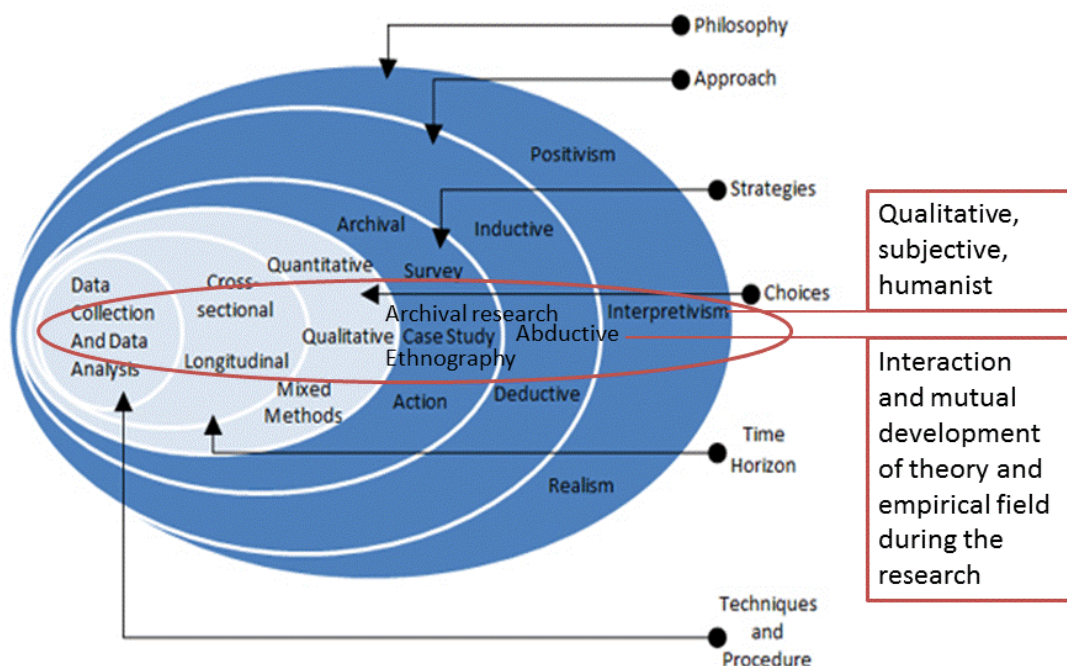 Philosophy
Approach
Positivism
Strategies
Archival
Inductive
Quantitative
Survey
Data
Collection
And Data
Analysis
Cross-
sectional
Choices
Archival research
Interpretivism
Qualitative
Case Study
Abductive
Ethnography
Longitudinal
Mixed
Methods
Action
Deductive
Time
Horizon
Realism
Techniques
and
Procedure
Qualitative,
subjective,
humanist
Interaction
and mutual
development
of theory and
empirical field
during the
research